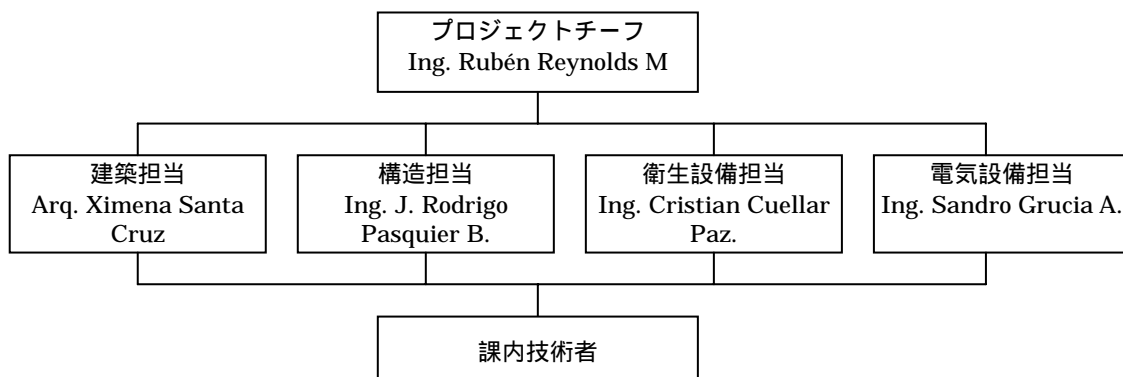 プロジェクトチーフ
Ing. Rubén Reynolds M
建築担当
Arq. Ximena Santa
Cruz
構造担当
Ing. J. Rodrigo
Pasquier B.
衛生設備担当
Ing. Cristian Cuellar
Paz.
電気設備担当
Ing. Sandro Grucia A.
課内技術者